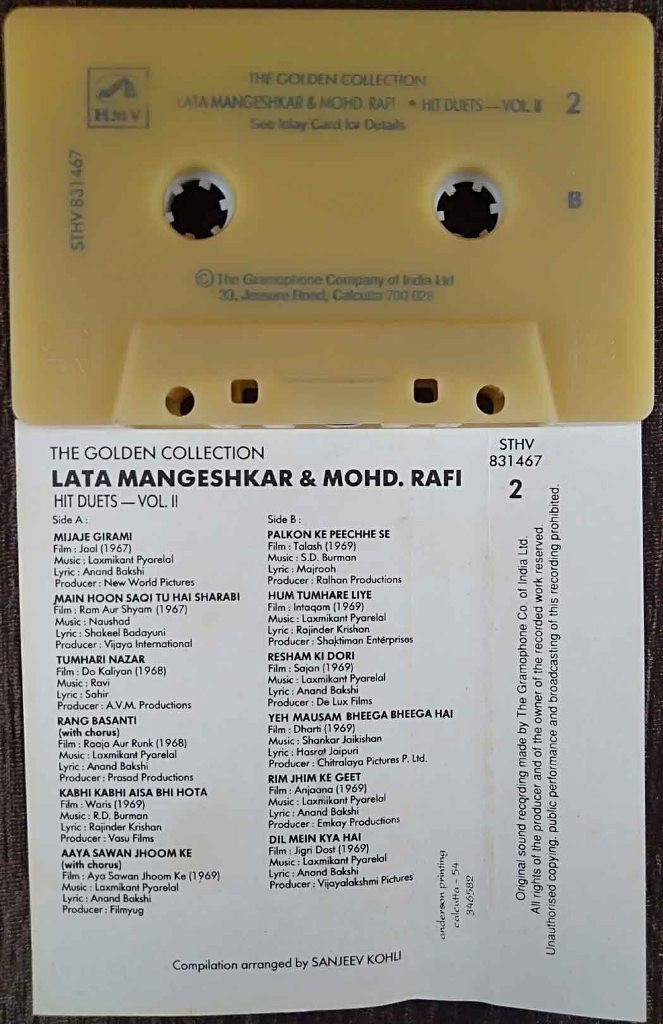 THE GOLDEN COLLECTION
HMV
LATA MANGESHKAR & MOHD. RAFI • HIT DUETS — VOL. II 2
See Inlay Card for Details
STHV 831467
B
© The Gramophone Company of India Ltd
33, Jessore Road, Calcutta 700 028
THE GOLDEN COLLECTION
LATA MANGESHKAR & MOHD. RAFI
HIT DUETS — VOL. II
STHV
831467
2
Side A :
MIJAJE GIRAMI
Film : Jaal (1967)
Music : Laxmikant Pyarelal
Lyric : Anand Bakshi
Producer : New World Pictures
MAIN HOON SAQI TU HAI SHARABI
Film : Ram Aur Shyam (1967)
Music : Naushad
Lyric : Shakeel Badayuni
Producer : Vijaya International
TUMHARI NAZAR
Film : Do Kaliyan (1968)
Music : Ravi
Lyric : Sahir
Producer : A.V.M. Productions
RANG BASANTI
(with chorus)
Film : Raaja Aur Runk (1968)
Music : Laxmikant Pyarelal
Lyric : Anand Bakshi
Producer : Prasad Productions
KABHI KABHI AISA BHI HOTA
Film : Waris (1969)
Music : R.D. Burman
Lyric : Rajinder Krishan
Producer : Vasu Films
AAYA SAWAN JHOOM KE
(with chorus)
Film : Aya Sawan Jhoom Ke (1969)
Music : Laxmikant Pyarelal
Lyric : Anand Bakshi
Producer : Filmyug
Side B :
PALKON KE PEECHHE SE
Film : Talash (1969)
Music : S.D. Burman
Lyric : Majrooh
Producer : Ralhan Productions
HUM TUMHARE LIYE
Film : Intaqam (1969)
Music : Laxmikant Pyarelal
Lyric : Rajinder Krishan
Producer : Shaktiman Enterprises
RESHAM KI DORI
Film : Sajan (1969)
Music : Laxmikant Pyarelal
Lyric : Anand Bakshi
Producer : De Lux Films
YEH MAUSAM BHEEGA BHEEGA HAI
Film : Dharti (1969)
Music : Shankar Jaikishan
Lyric : Hasrat Jaipuri
Producer : Chitralaya Pictures P. Ltd.
RIM JHIM KE GEET
Film : Anjaana (1969)
Music : Laxmikant Pyarelal
Lyric : Anand Bakshi
Producer : Emkay Productions
DIL MEIN KYA HAI
Film : Jigri Dost (1969)
Music : Laxmikant Pyarelal
Lyric : Anand Bakshi
Producer : Vijayalakshmi Pictures
anderson printing
calcutta - 54
346582
Original sound recording made by The Gramophone Co. of India Ltd.
All rights of the producer and of the owner of the recorded work reserved.
Unauthorised copying, public performance and broadcasting of this recording prohibited.
Compilation arranged by SANJEEV KOHLI